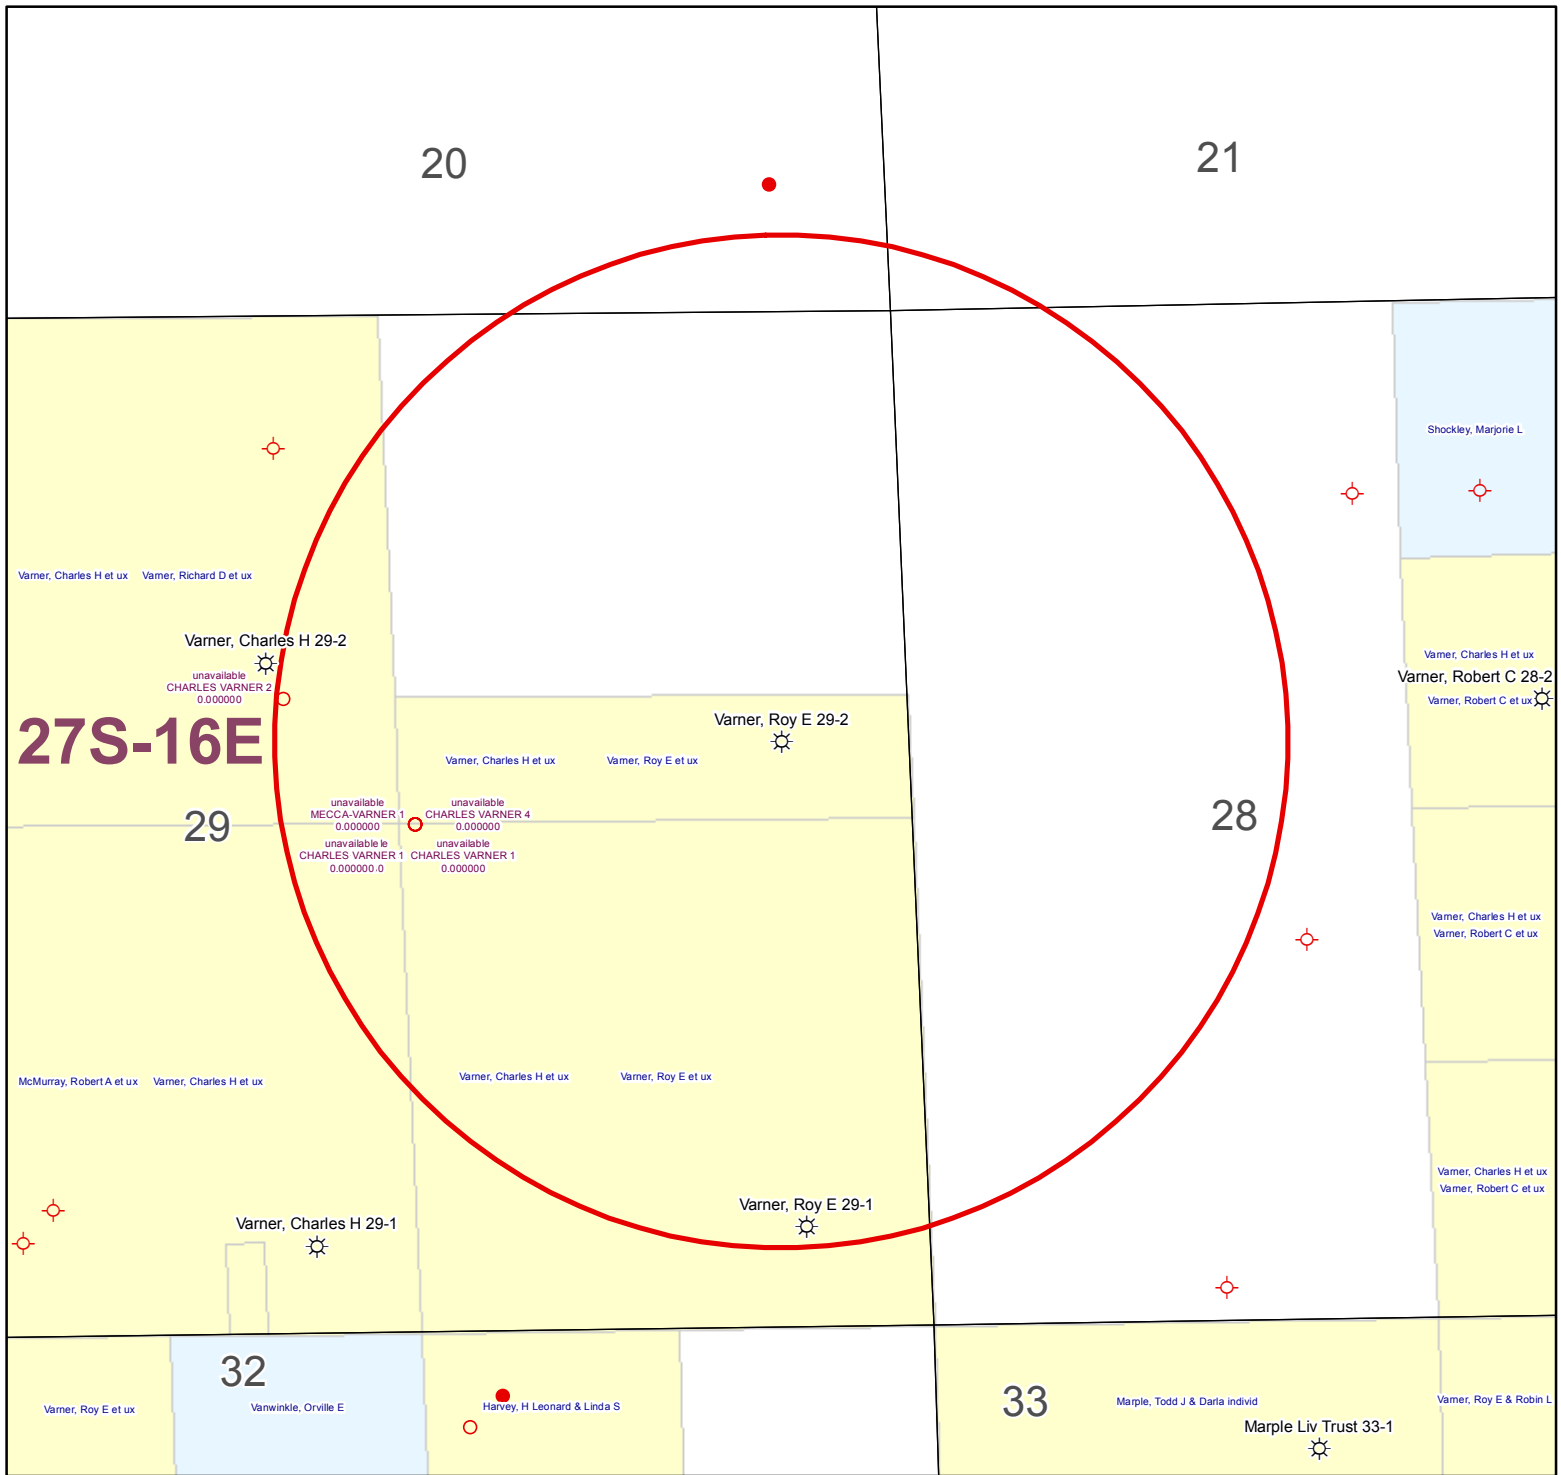 20
21
Shockley, Marjorie L
Varner, Charles H et ux
Varner, Richard D et ux
Varner, Charles H 29-2
unavailable
CHARLES VARNER 2
0.000000
27S-16E
Varner, Charles H et ux
Varner, Robert C 28-2
Varner, Robert C et ux
Varner, Roy E 29-2
Varner, Charles H et ux
Varner, Roy E et ux
29
28
unavailable
MECCA-VARNER 1
0.000000
unavailable
CHARLES VARNER 4
0.000000
unavailable
CHARLES VARNER 1
0.000000
unavailable
CHARLES VARNER 1
0.000000
Varner, Charles H et ux
Varner, Robert C et ux
McMurray, Robert A et ux
Varner, Charles H et ux
Varner, Charles H et ux
Varner, Roy E et ux
Varner, Charles H et ux
Varner, Robert C et ux
Varner, Charles H 29-1
Varner, Roy E 29-1
32
33
Varner, Roy E et ux
Vanwinkle, Orville E
Harvey, H Leonard & Linda S
Marple, Todd J & Darla individ
Varner, Roy E & Robin L
Marple Liv Trust 33-1